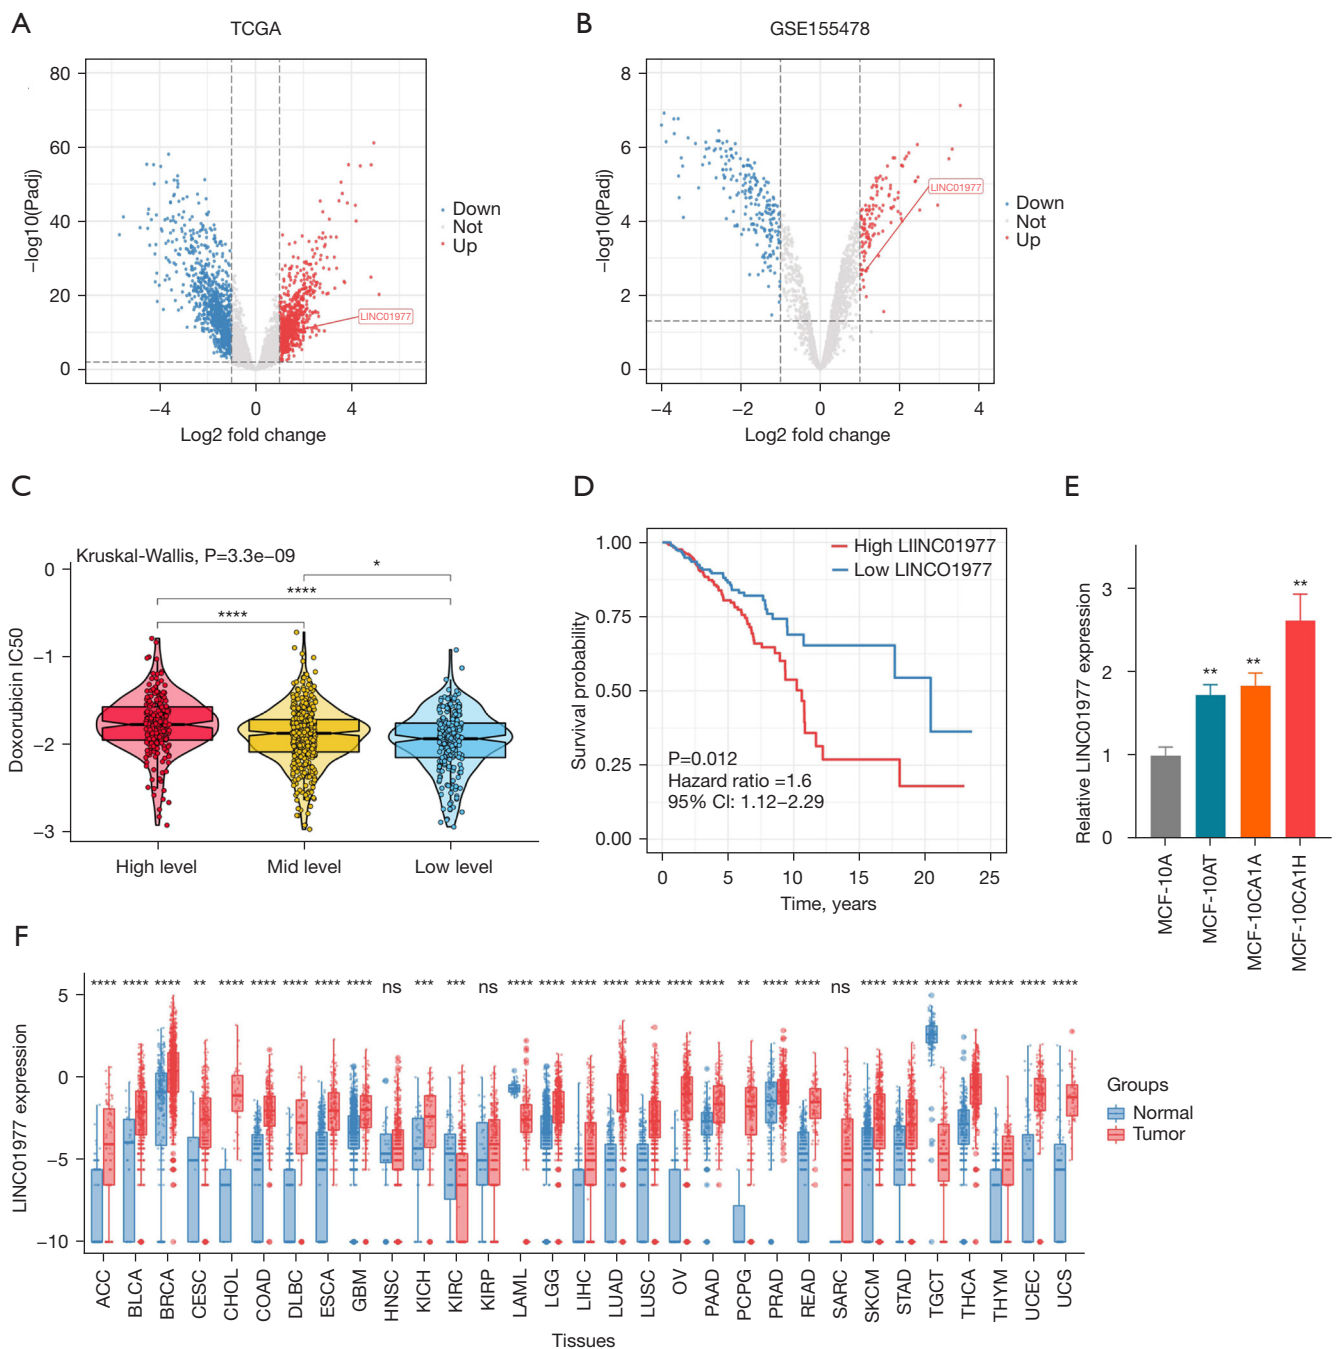 A
TCGA
80
60
40
20
0
−4
0
4
−log10(Padj)
Log2 fold change
LINC01977
Down
Not
Up
B
GSE155478
8
6
4
2
0
−4
−2
0
2
4
−log10(Padj)
Log2 fold change
LINC01977
Down
Not
Up
C
Kruskal-Wallis, P=3.3e−09
*
****
****
0
−1
−2
−3
Doxorubicin IC50
High level
Mid level
Low level
D
1.00
0.75
0.50
0.25
0.00
Survival probability
High LIINC01977
Low LINCO1977
P=0.012
Hazard ratio =1.6
95% CI: 1.12−2.29
0
5
10
15
20
25
Time, years
E
3
2
1
0
Relative LINC01977 expression
**
**
**
MCF-10A
MCF-10AT
MCF-10CA1A
MCF-10CA1H
F
**** **** **** ** **** **** **** **** **** ns *** *** ns **** **** **** **** **** **** **** ** **** **** ns **** **** **** **** **** **** ****
5
0
−5
−10
LINC01977 expression
ACC BLCA BRCA CESC CHOL COAD DLBC ESCA GBM HNSC KICH KIRC KIRP LAML LGG LIHC LUAD LUSC OV PAAD PCPG PRAD READ SARC SKCM STAD TGCT THCA THYM UCEC UCS
Tissues
Groups
Normal
Tumor